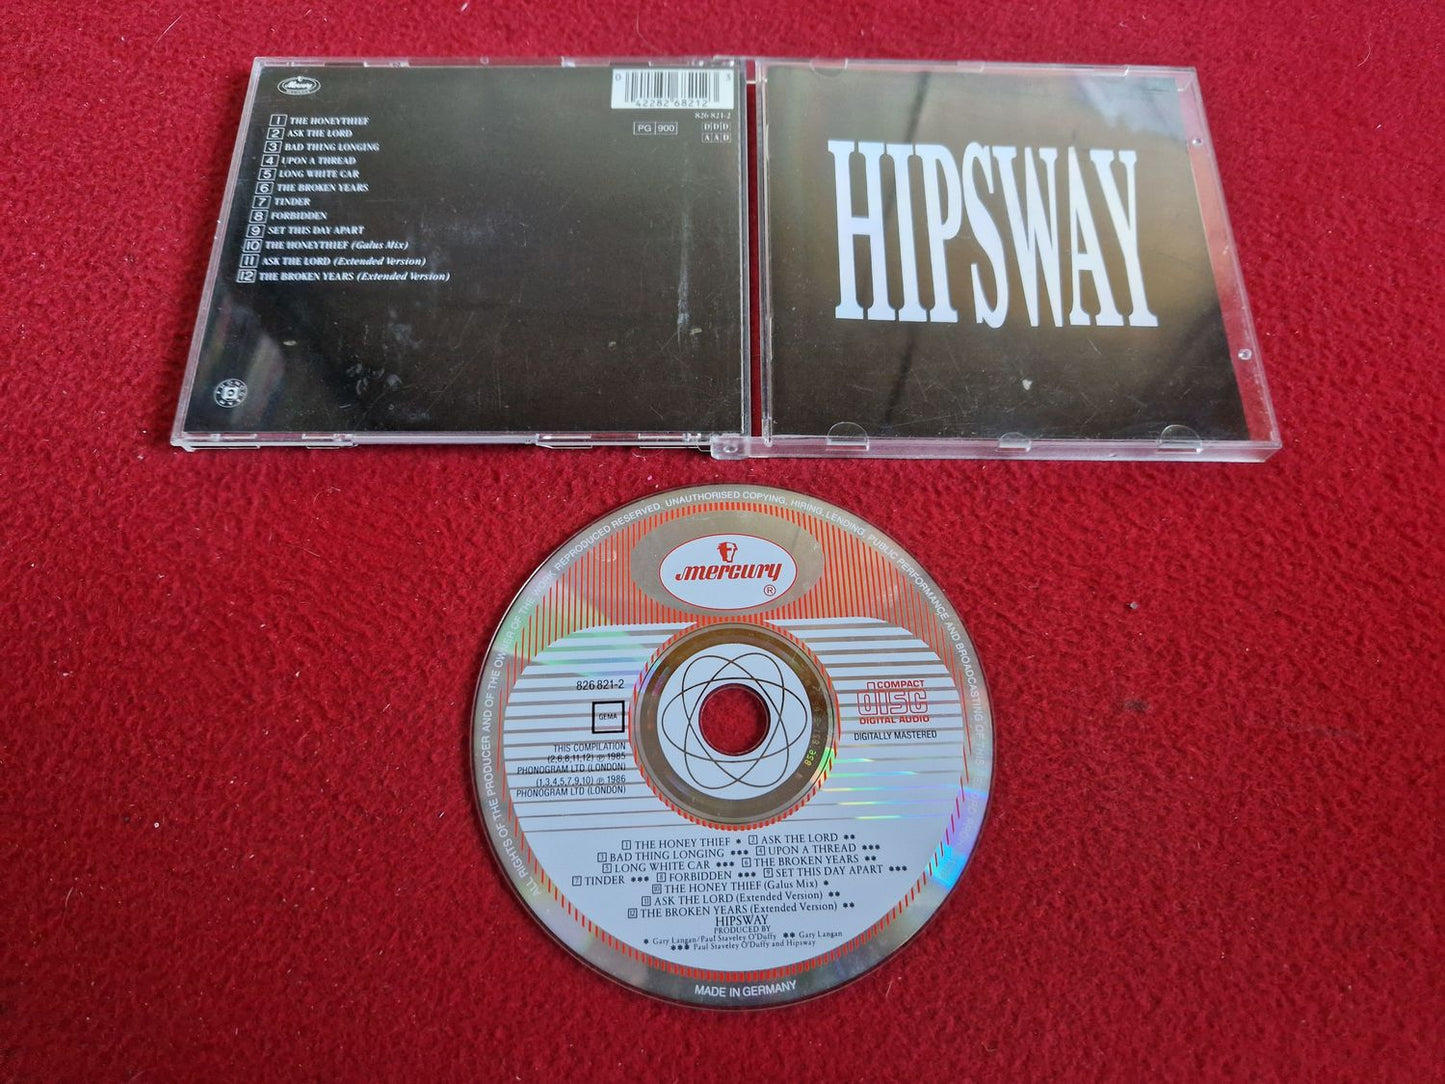 Mercury
1 THE HONEYTHIEF
2 ASK THE LORD
3 BAD THING LONGING
4 UPON A THREAD
5 LONG WHITE CAR
6 THE BROKEN YEARS
7 TINDER
8 FORBIDDEN
9 SET THIS DAY APART
10 THE HONEYTHIEF (Galus Mix)
11 ASK THE LORD (Extended Version)
12 THE BROKEN YEARS (Extended Version)
0 42282 68212 3
826 821-2
PG 900
DDD
AAD
HIPSWAY
ALL RIGHTS OF THE PRODUCER AND OF THE OWNER OF THE WORK REPRODUCED RESERVED. UNAUTHORISED COPYING, HIRING, LENDING, PUBLIC PERFORMANCE AND BROADCASTING OF THIS
mercury
®
826 821-2
GEMA
THIS COMPILATION
(2,6,8,11,12) ℗ 1985
PHONOGRAM LTD (LONDON)
(1,3,4,5,7,9,10) ℗ 1986
PHONOGRAM LTD (LONDON)
COMPACT
disc
DIGITAL AUDIO
DIGITALLY MASTERED
1 THE HONEY THIEF * 2 ASK THE LORD **
3 BAD THING LONGING *** 4 UPON A THREAD ***
5 LONG WHITE CAR *** 6 THE BROKEN YEARS **
7 TINDER *** 8 FORBIDDEN *** 9 SET THIS DAY APART ***
10 THE HONEY THIEF (Galus Mix) *
11 ASK THE LORD (Extended Version) **
12 THE BROKEN YEARS (Extended Version) **
HIPSWAY
PRODUCED BY
* Gary Langan/Paul Staveley O'Duffy ** Gary Langan
*** Paul Staveley O'Duffy and Hipsway
MADE IN GERMANY